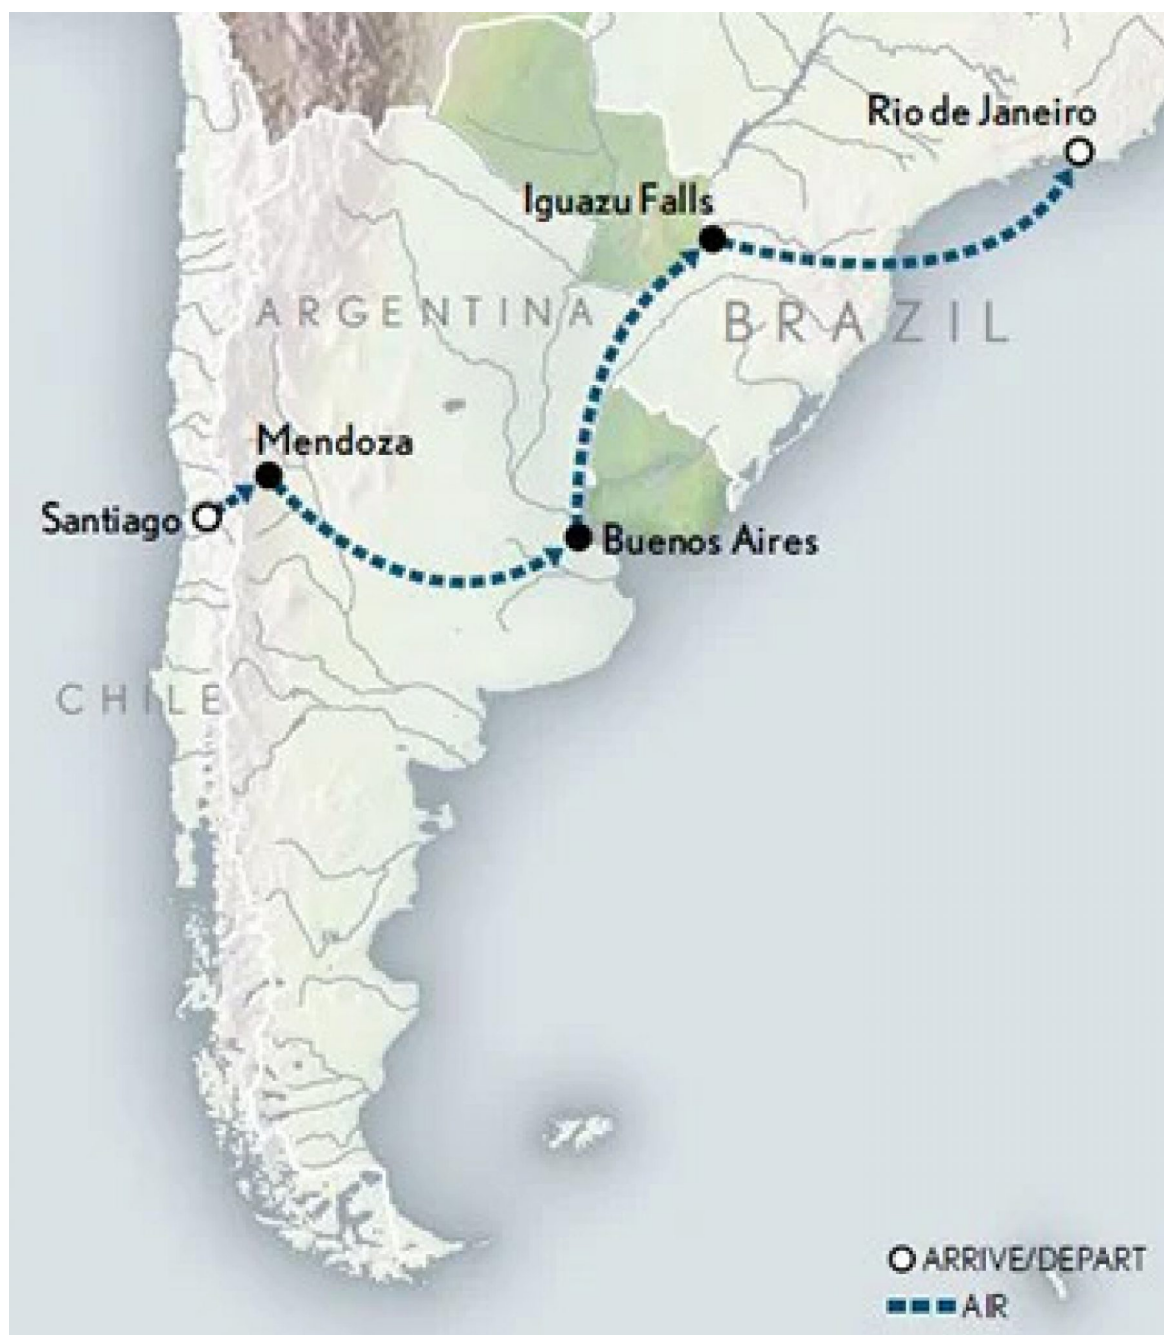 Rio de Janeiro
Iguazu Falls
ARGENTINA
BRAZIL
Mendoza
Santiago
Buenos Aires
CHILE
ARRIVE/DEPART
AIR